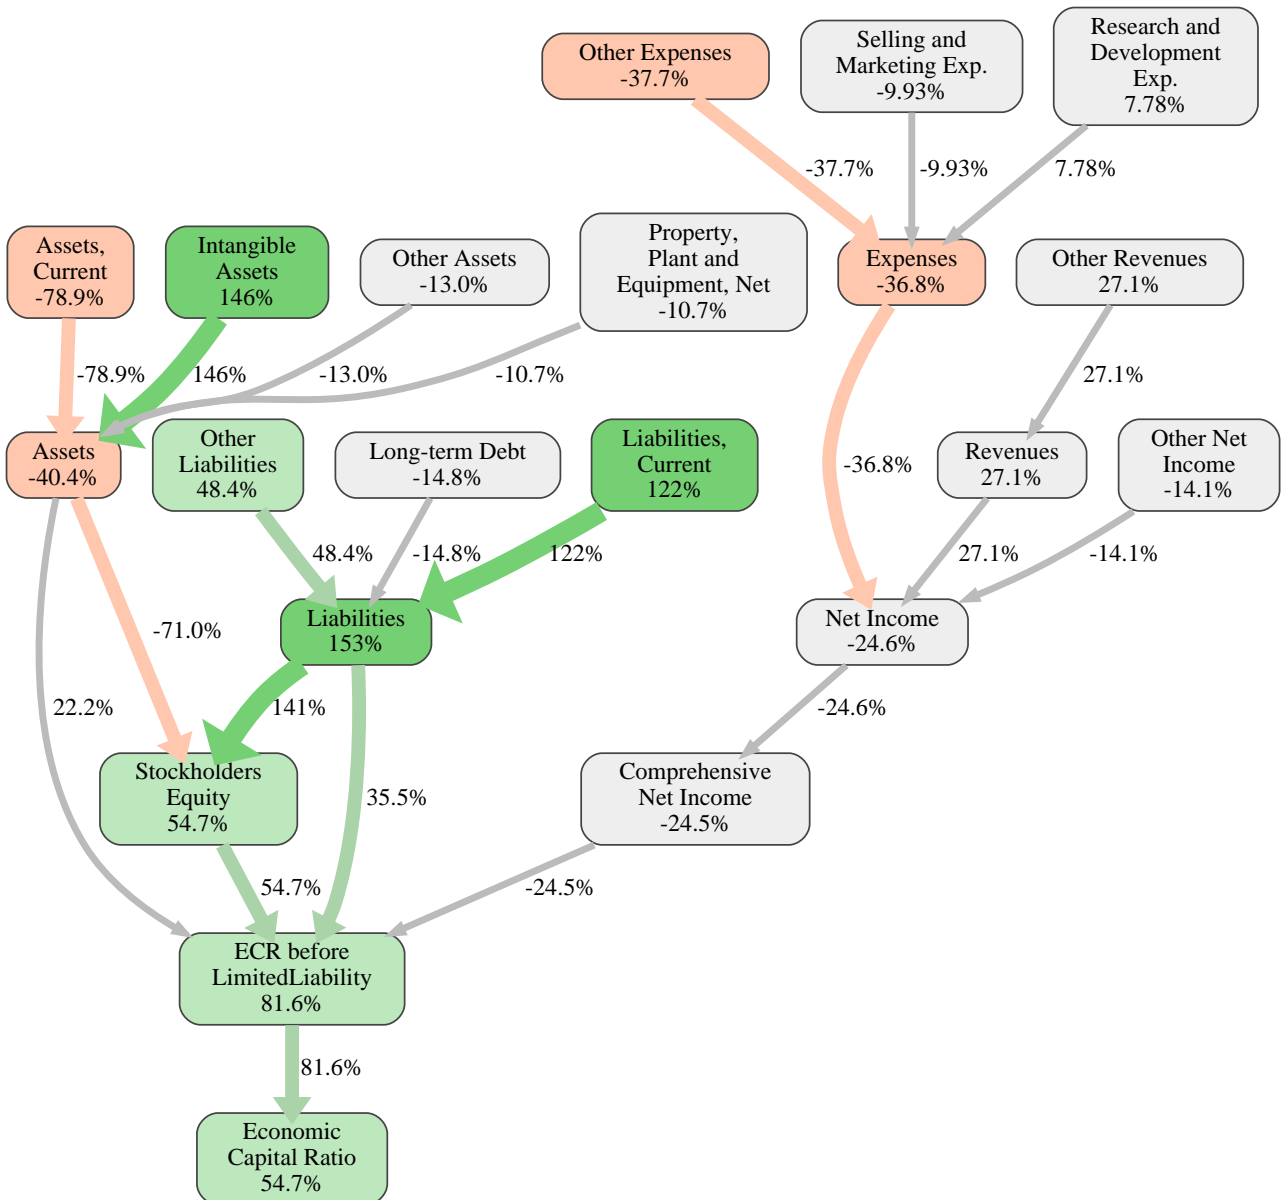 Other Expenses
-37.7%
Selling and
Marketing Exp.
-9.93%
Research and
Development
Exp.
7.78%
-37.7%
-9.93%
7.78%
Assets,
Current
-78.9%
Intangible
Assets
146%
Other Assets
-13.0%
Property,
Plant and
Equipment, Net
-10.7%
Expenses
-36.8%
Other Revenues
27.1%
-78.9%
146%
-13.0%
-10.7%
27.1%
Assets
-40.4%
Other
Liabilities
48.4%
Long-term Debt
-14.8%
Liabilities,
Current
122%
-36.8%
Revenues
27.1%
Other Net
Income
-14.1%
48.4%
-14.8%
122%
27.1%
-14.1%
-71.0%
Liabilities
153%
Net Income
-24.6%
22.2%
141%
-24.6%
Stockholders
Equity
54.7%
35.5%
Comprehensive
Net Income
-24.5%
54.7%
-24.5%
ECR before
LimitedLiability
81.6%
81.6%
Economic
Capital Ratio
54.7%